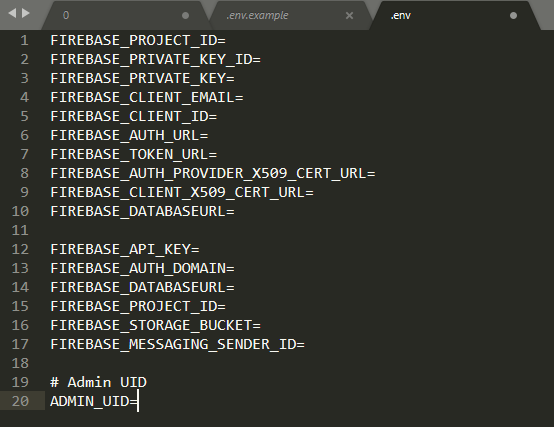 0
.env.example
.env
1 FIREBASE_PROJECT_ID=
2 FIREBASE_PRIVATE_KEY_ID=
3 FIREBASE_PRIVATE_KEY=
4 FIREBASE_CLIENT_EMAIL=
5 FIREBASE_CLIENT_ID=
6 FIREBASE_AUTH_URL=
7 FIREBASE_TOKEN_URL=
8 FIREBASE_AUTH_PROVIDER_X509_CERT_URL=
9 FIREBASE_CLIENT_X509_CERT_URL=
10 FIREBASE_DATABASEURL=
11
12 FIREBASE_API_KEY=
13 FIREBASE_AUTH_DOMAIN=
14 FIREBASE_DATABASEURL=
15 FIREBASE_PROJECT_ID=
16 FIREBASE_STORAGE_BUCKET=
17 FIREBASE_MESSAGING_SENDER_ID=
18
19 # Admin UID
20 ADMIN_UID=